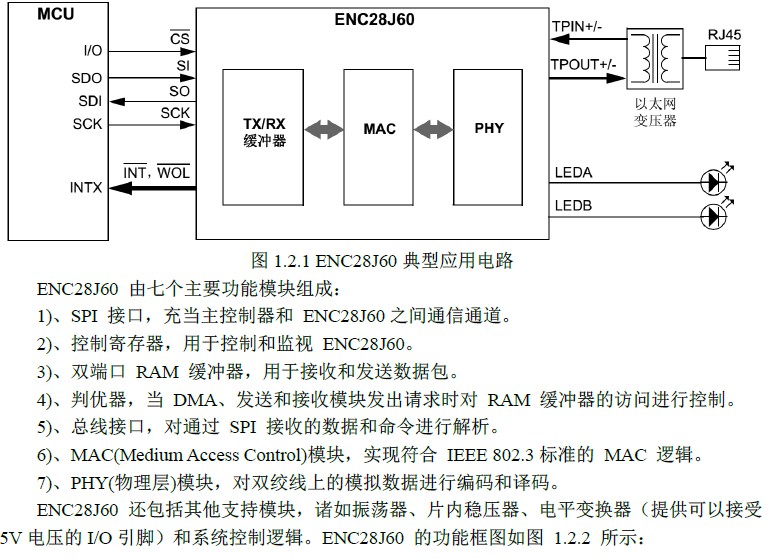 MCU
ENC28J60
TPIN+/-
RJ45
I/O
CS
SDO
SI
TPOUT+/-
SDI
SO
SCK
SCK
以太网
变压器
TX/RX
缓冲器
MAC
PHY
INTX
INT，WOL
LEDA
LEDB
图 1.2.1 ENC28J60 典型应用电路
ENC28J60 由七个主要功能模块组成：
1)、SPI 接口，充当主控制器和 ENC28J60 之间通信通道。
2)、控制寄存器，用于控制和监视 ENC28J60。
3)、双端口 RAM 缓冲器，用于接收和发送数据包。
4)、判优器，当 DMA、发送和接收模块发出请求时对 RAM 缓冲器的访问进行控制。
5)、总线接口，对通过 SPI 接收的数据和命令进行解析。
6)、MAC(Medium Access Control)模块，实现符合 IEEE 802.3 标准的 MAC 逻辑。
7)、PHY(物理层)模块，对双绞线上的模拟数据进行编码和译码。
ENC28J60 还包括其他支持模块，诸如振荡器、片内稳压器、电平变换器（提供可以接受
5V 电压的 I/O 引脚）和系统控制逻辑。ENC28J60 的功能框图如图 1.2.2 所示：